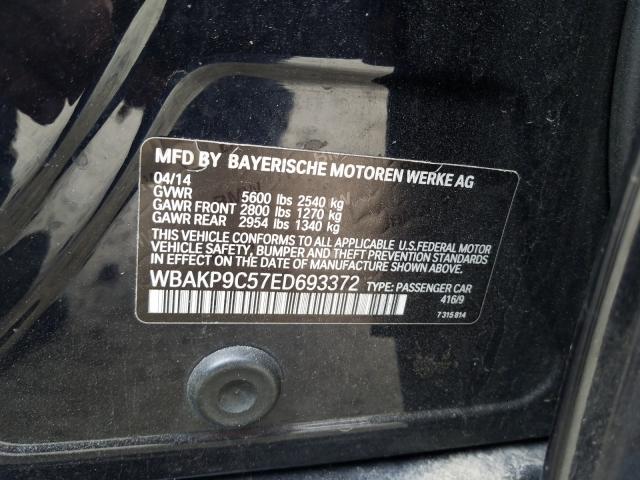 MFD BY BAYERISCHE MOTOREN WERKE AG
04/14
GVWR 5600 lbs 2540 kg
GAWR FRONT 2800 lbs 1270 kg
GAWR REAR 2954 lbs 1340 kg
THIS VEHICLE CONFORMS TO ALL APPLICABLE U.S. FEDERAL MOTOR
VEHICLE SAFETY, BUMPER AND THEFT PREVENTION STANDARDS
IN EFFECT ON THE DATE OF MANUFACTURE SHOWN ABOVE.
WBAKP9C57ED693372 TYPE: PASSENGER CAR
416/9
7 315 814